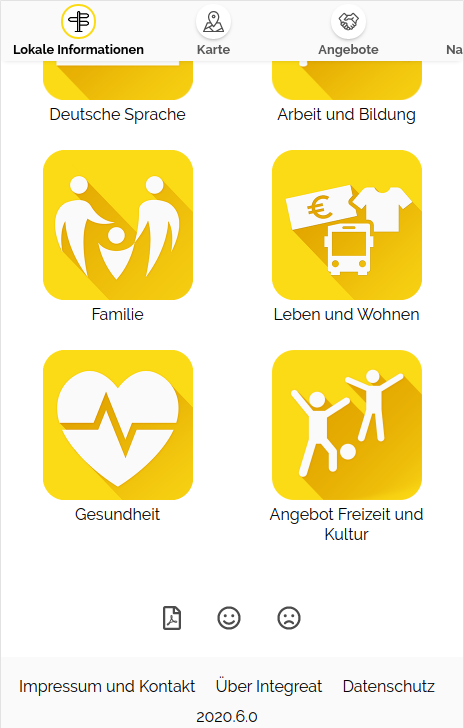 Lokale Informationen
Karte
Angebote
Na
Deutsche Sprache
Arbeit und Bildung
€
Familie
Leben und Wohnen
Gesundheit
Angebot Freizeit und
Kultur
Impressum und Kontakt
Über Integreat
Datenschutz
2020.6.0